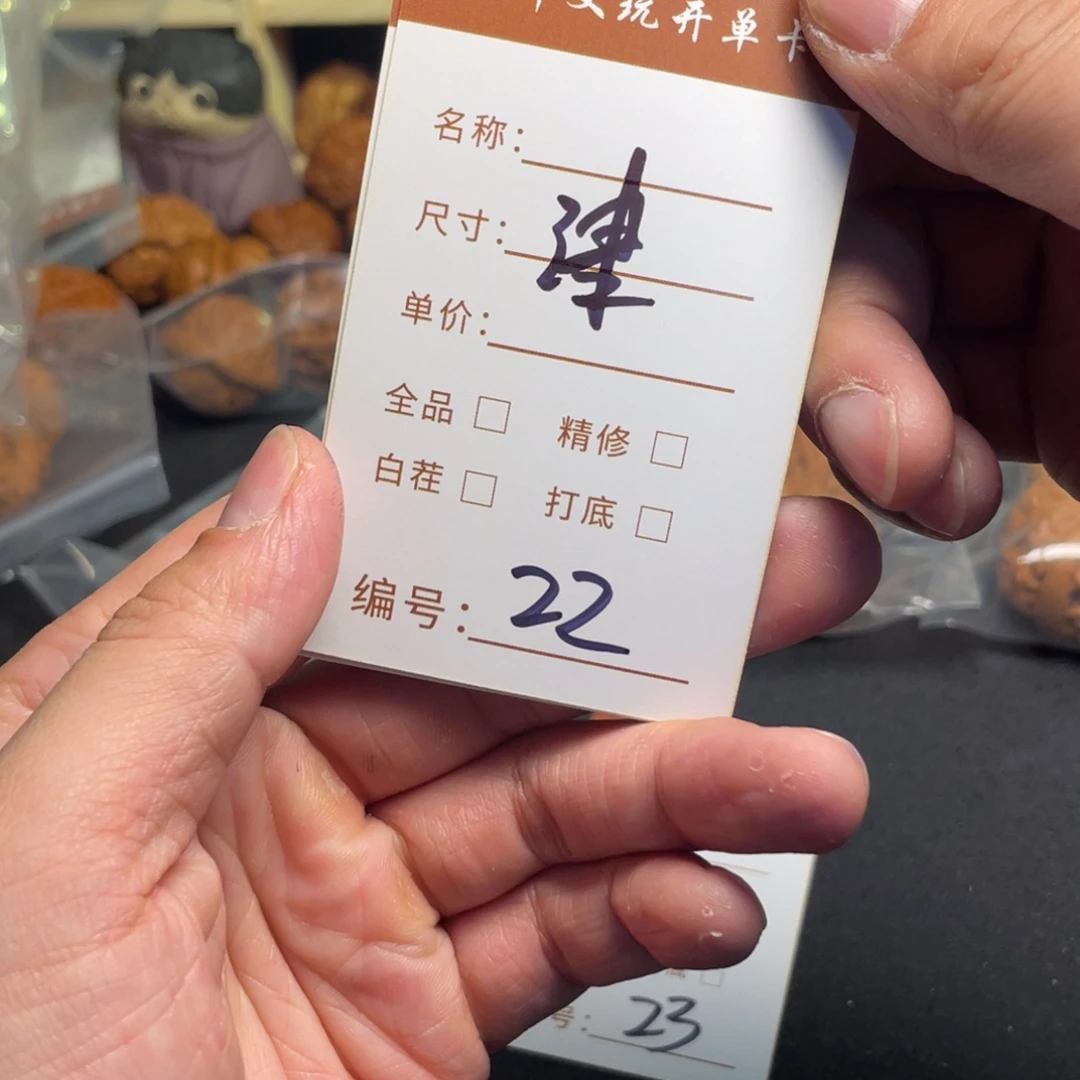 文玩开单卡
名称：
津
尺寸：
单价：
全品 □ 精修 □
白茬 □ 打底 □
编号：22
号：23